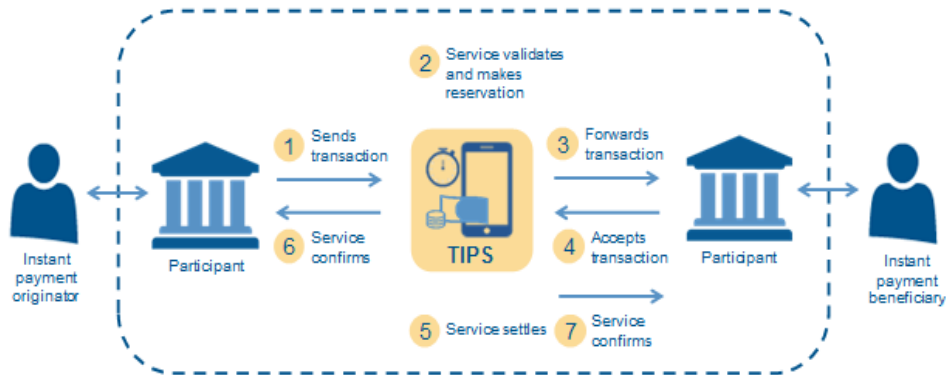 2 Service validates
and makes
reservation
1 Sends
transaction
3 Forwards
transaction
6 Service
confirms
TIPS
4 Accepts
transaction
Participant
Participant
Instant
payment
originator
Instant
payment
beneficiary
5 Service settles
7 Service
confirms